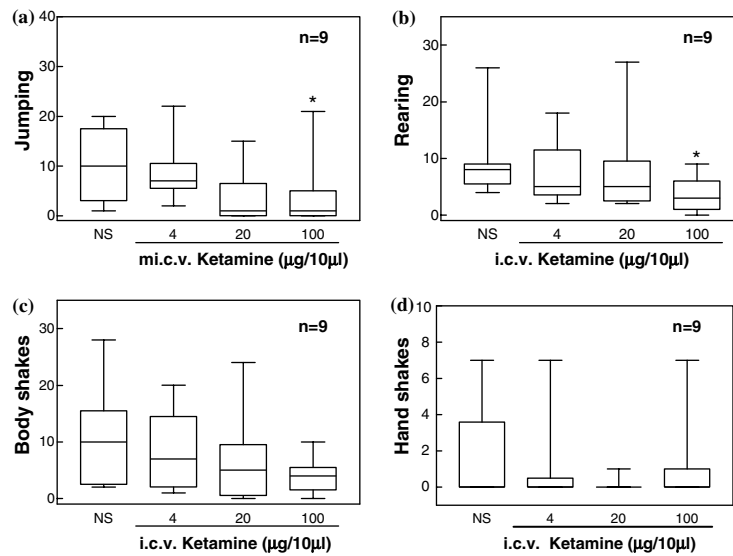 (a)
40
30
20
10
0
Jumping
n=9
*
NS 4 20 100
mi.c.v. Ketamine (μg/10μl)
(b)
30
20
10
0
Rearing
n=9
*
NS 4 20 100
i.c.v. Ketamine (μg/10μl)
(c)
30
20
10
0
Body shakes
n=9
NS 4 20 100
i.c.v. Ketamine (μg/10μl)
(d)
10
8
6
4
2
0
Hand shakes
n=9
NS 4 20 100
i.c.v. Ketamine (μg/10μl)